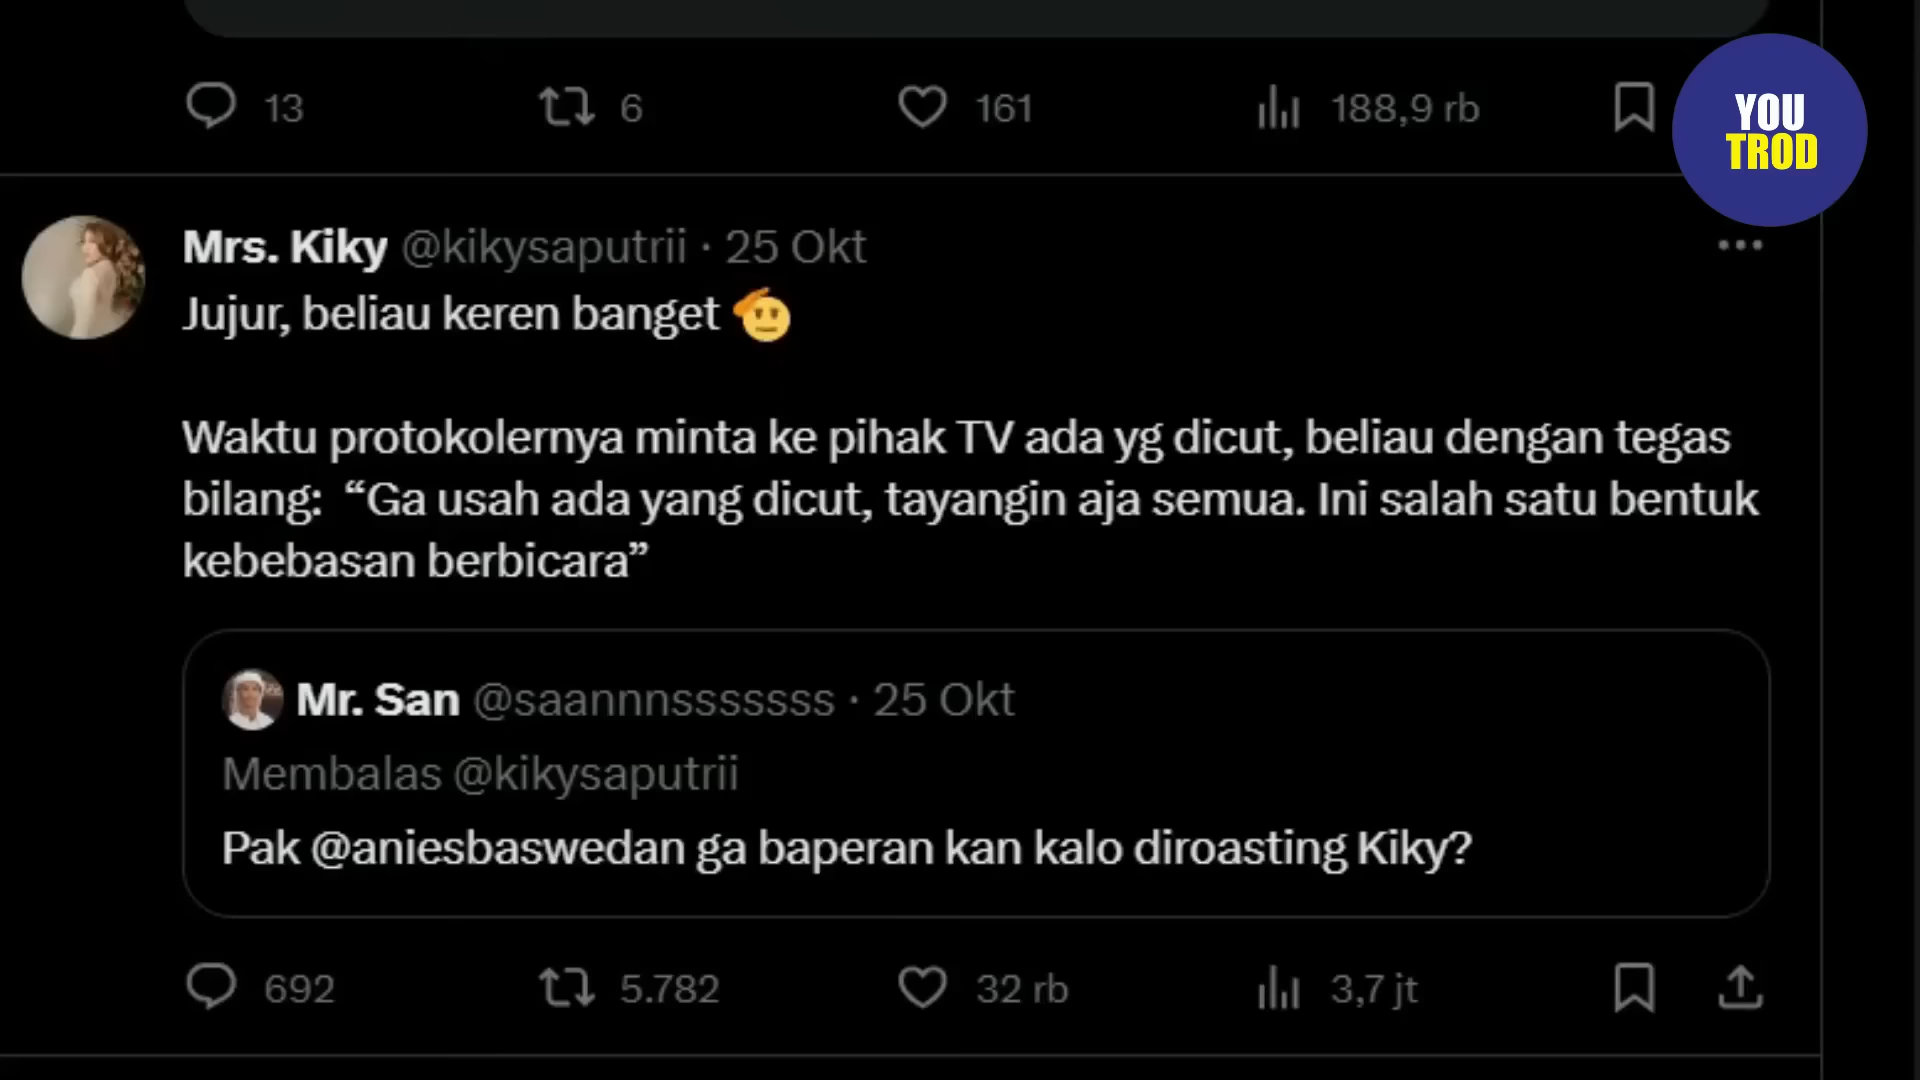 13 6 161 188,9 rb
YOU
TROD
Mrs. Kiky @kikysaputrii · 25 Okt
Jujur, beliau keren banget 🫡
Waktu protokolernya minta ke pihak TV ada yg dicut, beliau dengan tegas
bilang: “Ga usah ada yang dicut, tayangin aja semua. Ini salah satu bentuk
kebebasan berbicara”
Mr. San @saannnsssssss · 25 Okt
Membalas @kikysaputrii
Pak @aniesbaswedan ga baperan kan kalo diroasting Kiky?
692 5.782 32 rb 3,7 jt